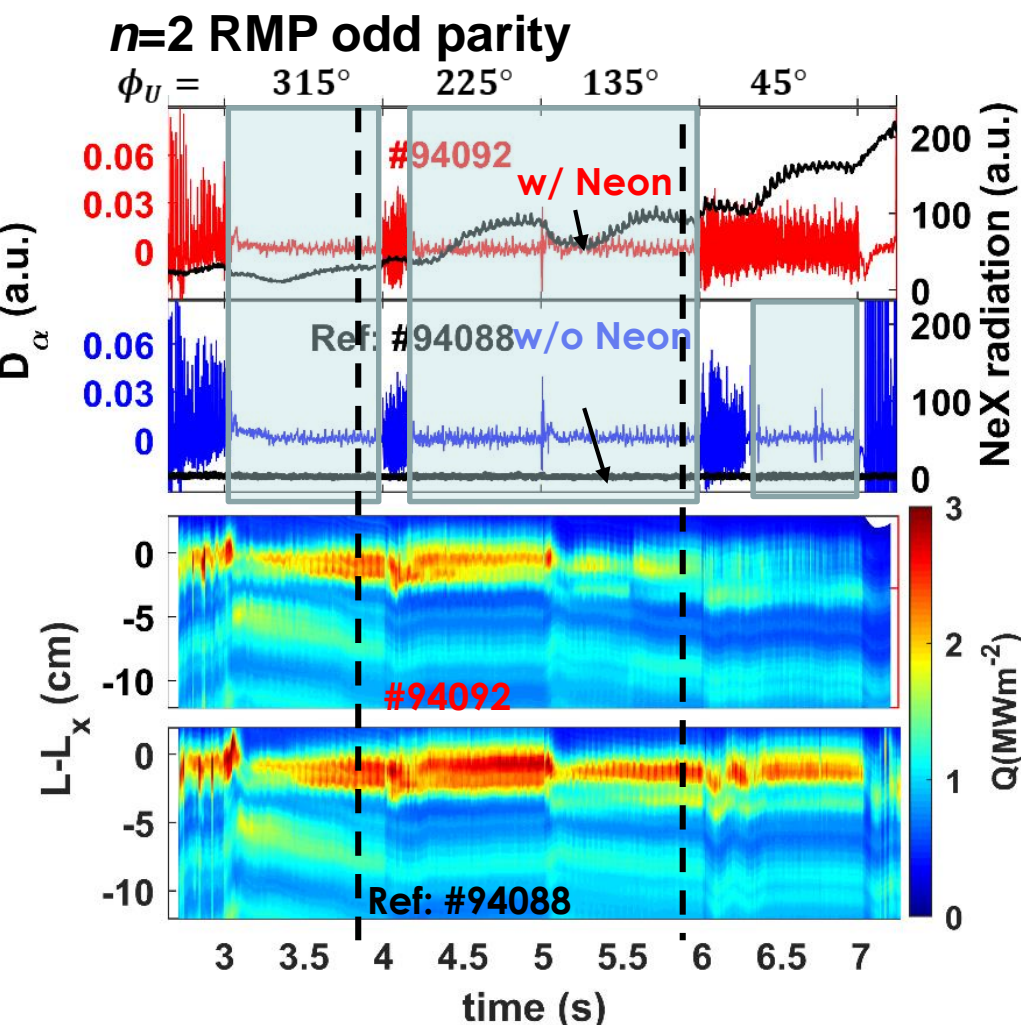 n=2 RMP odd parity
ϕ_U = 315° 225° 135° 45°
0.06
0.03
0
#94092
w/ Neon
200
100
0
D_α (a.u.)
NeX radiation (a.u.)
0.06
0.03
0
Ref: #94088 w/o Neon
200
100
0
0
-5
-10
#94092
L-L_x (cm)
0
-5
-10
Ref: #94088
3
2
1
0
Q(MWm⁻²)
3 3.5 4 4.5 5 5.5 6 6.5 7
time (s)